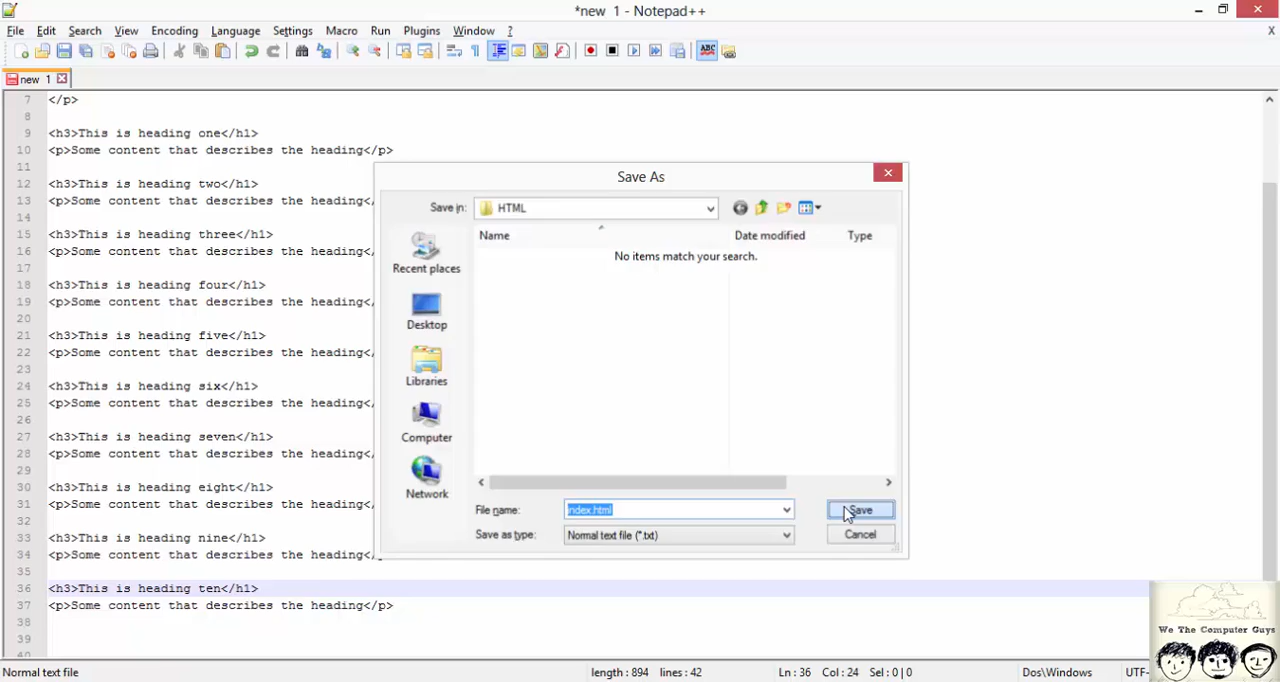 *new  1 - Notepad++
File Edit Search View Encoding Language Settings Macro Run Plugins Window ? X
ABC
new 1
7 </p>
8
9 <h3>This is heading one</h1>
10 <p>Some content that describes the heading</p>
11
12 <h3>This is heading two</h1>
13 <p>Some content that describes the heading</
14
15 <h3>This is heading three</h1>
16 <p>Some content that describes the heading</
17
18 <h3>This is heading four</h1>
19 <p>Some content that describes the heading</
20
21 <h3>This is heading five</h1>
22 <p>Some content that describes the heading</
23
24 <h3>This is heading six</h1>
25 <p>Some content that describes the heading</
26
27 <h3>This is heading seven</h1>
28 <p>Some content that describes the heading</
29
30 <h3>This is heading eight</h1>
31 <p>Some content that describes the heading</
32
33 <h3>This is heading nine</h1>
34 <p>Some content that describes the heading</p
35
36 <h3>This is heading ten</h1>
37 <p>Some content that describes the heading</p>
38
39
40
Save As
Save in: HTML
Name Date modified Type
No items match your search.
Recent places
Desktop
Libraries
Computer
Network
File name: index.html Save
Save as type: Normal text file (*.txt) Cancel
We The Computer Guys
Normal text file length : 894 lines : 42 Ln : 36 Col : 24 Sel : 0 | 0 Dos\Windows UTF-